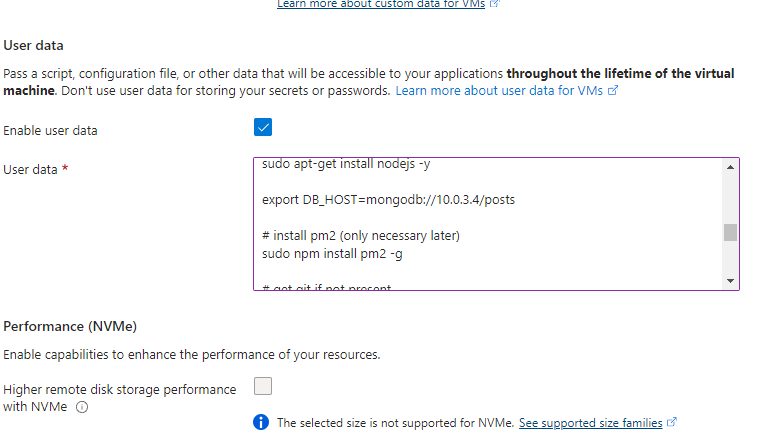 Learn more about custom data for VMs
User data
Pass a script, configuration file, or other data that will be accessible to your applications throughout the lifetime of the virtual
machine. Don't use user data for storing your secrets or passwords. Learn more about user data for VMs
Enable user data
User data *
sudo apt-get install nodejs -y
export DB_HOST=mongodb://10.0.3.4/posts
# install pm2 (only necessary later)
sudo npm install pm2 -g
# get git if not present
Performance (NVMe)
Enable capabilities to enhance the performance of your resources.
Higher remote disk storage performance
with NVMe
The selected size is not supported for NVMe. See supported size families